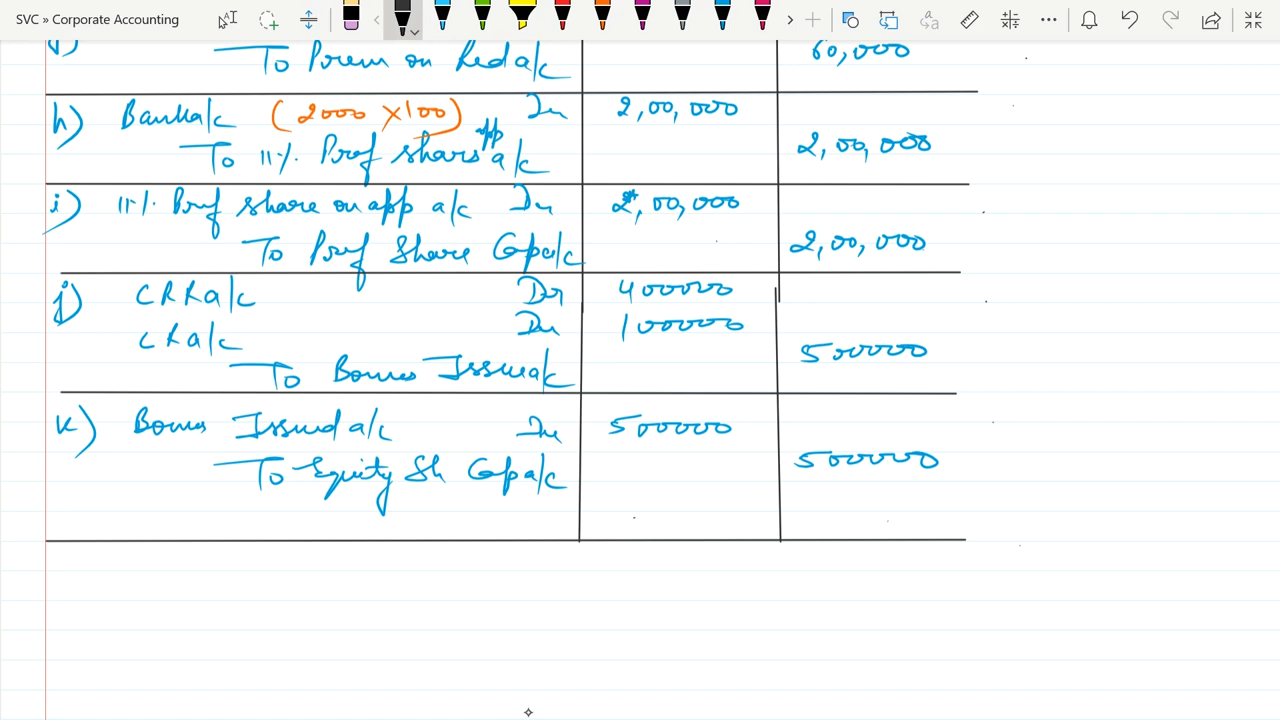 SVC » Corporate Accounting
To Prem on Red a/c 60,000
h) Bank a/c (2000 ×100) Dr 2,00,000
To 11%. Pref shares app a/c 2,00,000
i) 11%. Pref share on app a/c Dr 2,00,000
To Pref Share Cap a/c 2,00,000
j) CRR a/c Dr 400000
CR a/c Dr 100000
To Bonus Issue a/c 500000
k) Bonus Issued a/c Dr 500000
To Equity Sh Cap a/c 500000